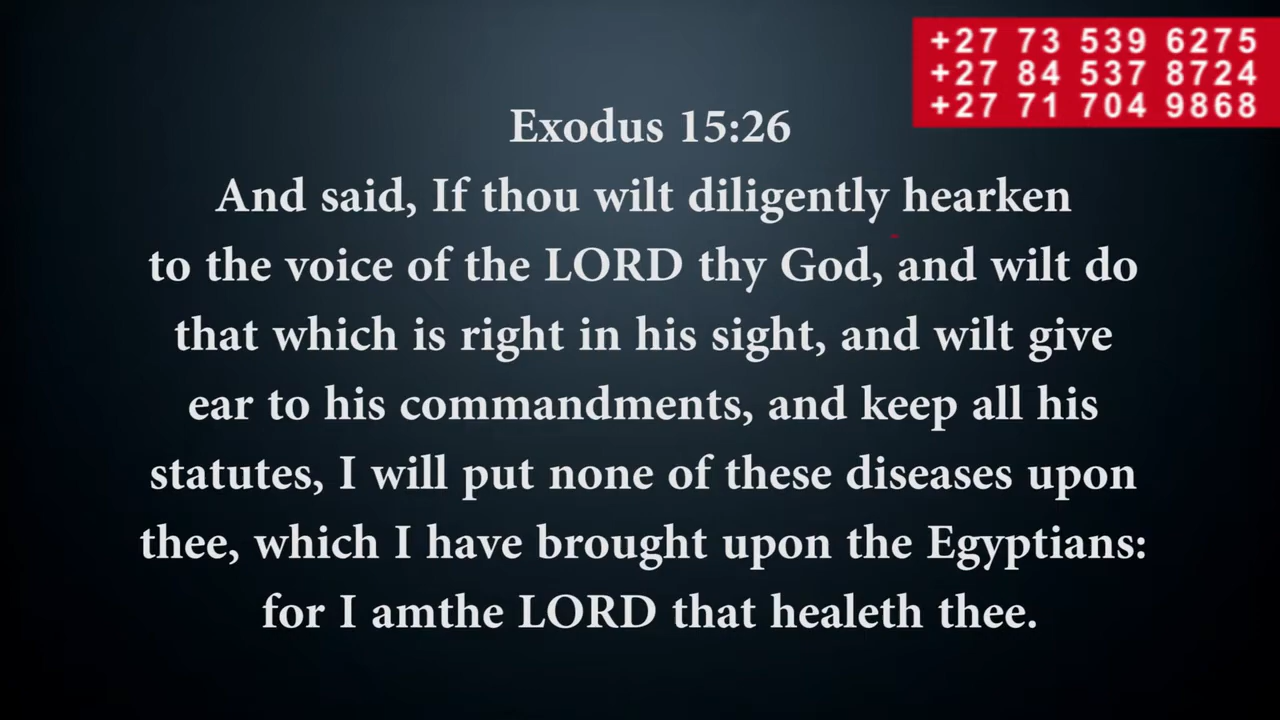 +27 73 539 6275
+27 84 537 8724
+27 71 704 9868
Exodus 15:26
And said, If thou wilt diligently hearken
to the voice of the LORD thy God, and wilt do
that which is right in his sight, and wilt give
ear to his commandments, and keep all his
statutes, I will put none of these diseases upon
thee, which I have brought upon the Egyptians:
for I amthe LORD that healeth thee.